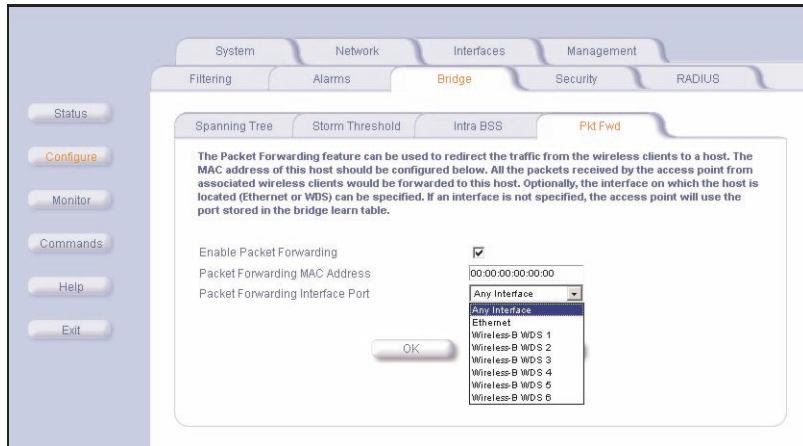 System Network Interfaces Management
Filtering Alarms Bridge Security RADIUS
Status
Configure
Monitor
Commands
Help
Exit
Spanning Tree Storm Threshold Intra BSS Pkt Fwd
The Packet Forwarding feature can be used to redirect the traffic from the wireless clients to a host. The
MAC address of this host should be configured below. All the packets received by the access point from
associated wireless clients would be forwarded to this host. Optionally, the interface on which the host is
located (Ethernet or WDS) can be specified. If an interface is not specified, the access point will use the
port stored in the bridge learn table.
Enable Packet Forwarding
Packet Forwarding MAC Address 00:00:00:00:00:00
Packet Forwarding Interface Port Any Interface
Any Interface
Ethernet
Wireless-B WDS 1
Wireless-B WDS 2
Wireless-B WDS 3
Wireless-B WDS 4
Wireless-B WDS 5
Wireless-B WDS 6
OK